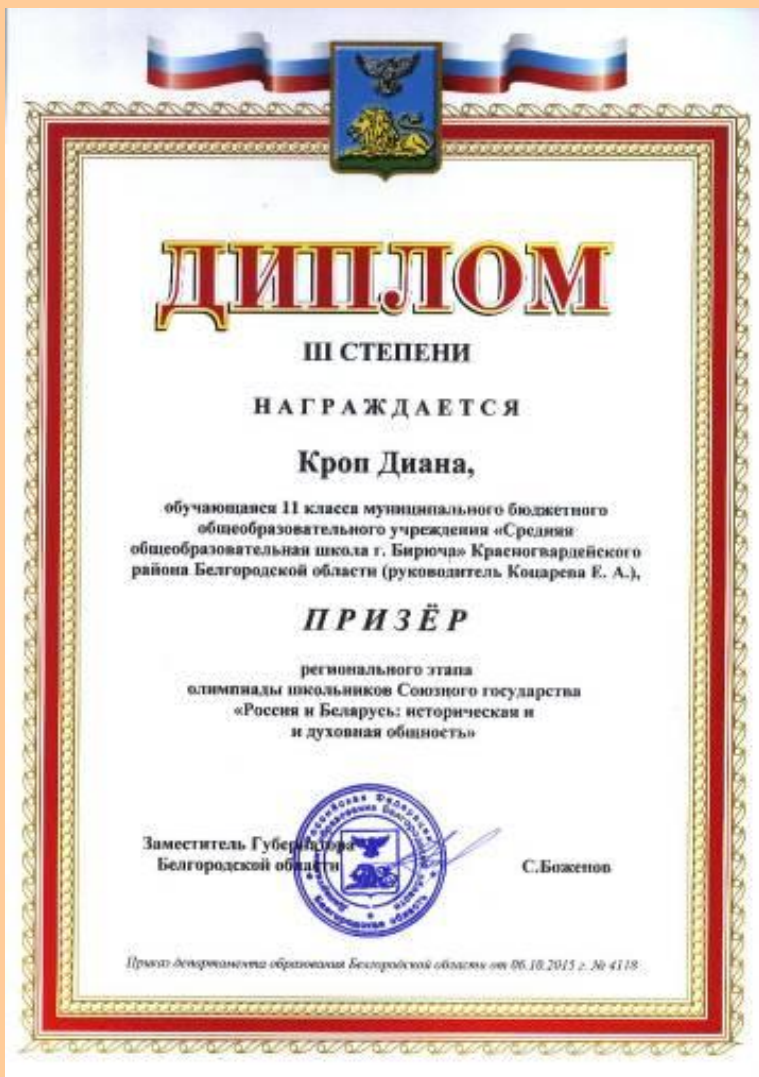 ДИПЛОМ
III СТЕПЕНИ
НАГРАЖДАЕТСЯ
Кроп Диана,
обучающаяся 11 класса муниципального бюджетного
общеобразовательного учреждения «Средняя
общеобразовательная школа г. Бирюча» Красногвардейского
района Белгородской области (руководитель Коцарева Е. А.),
ПРИЗЁР
регионального этапа
олимпиады школьников Союзного государства
«Россия и Беларусь: историческая и
и духовная общность»
Российская Федерация
Заместитель Губернатора
Белгородской области
С.Боженов
Приказ департамента образования Белгородской области от 06.10.2015 г. № 4118